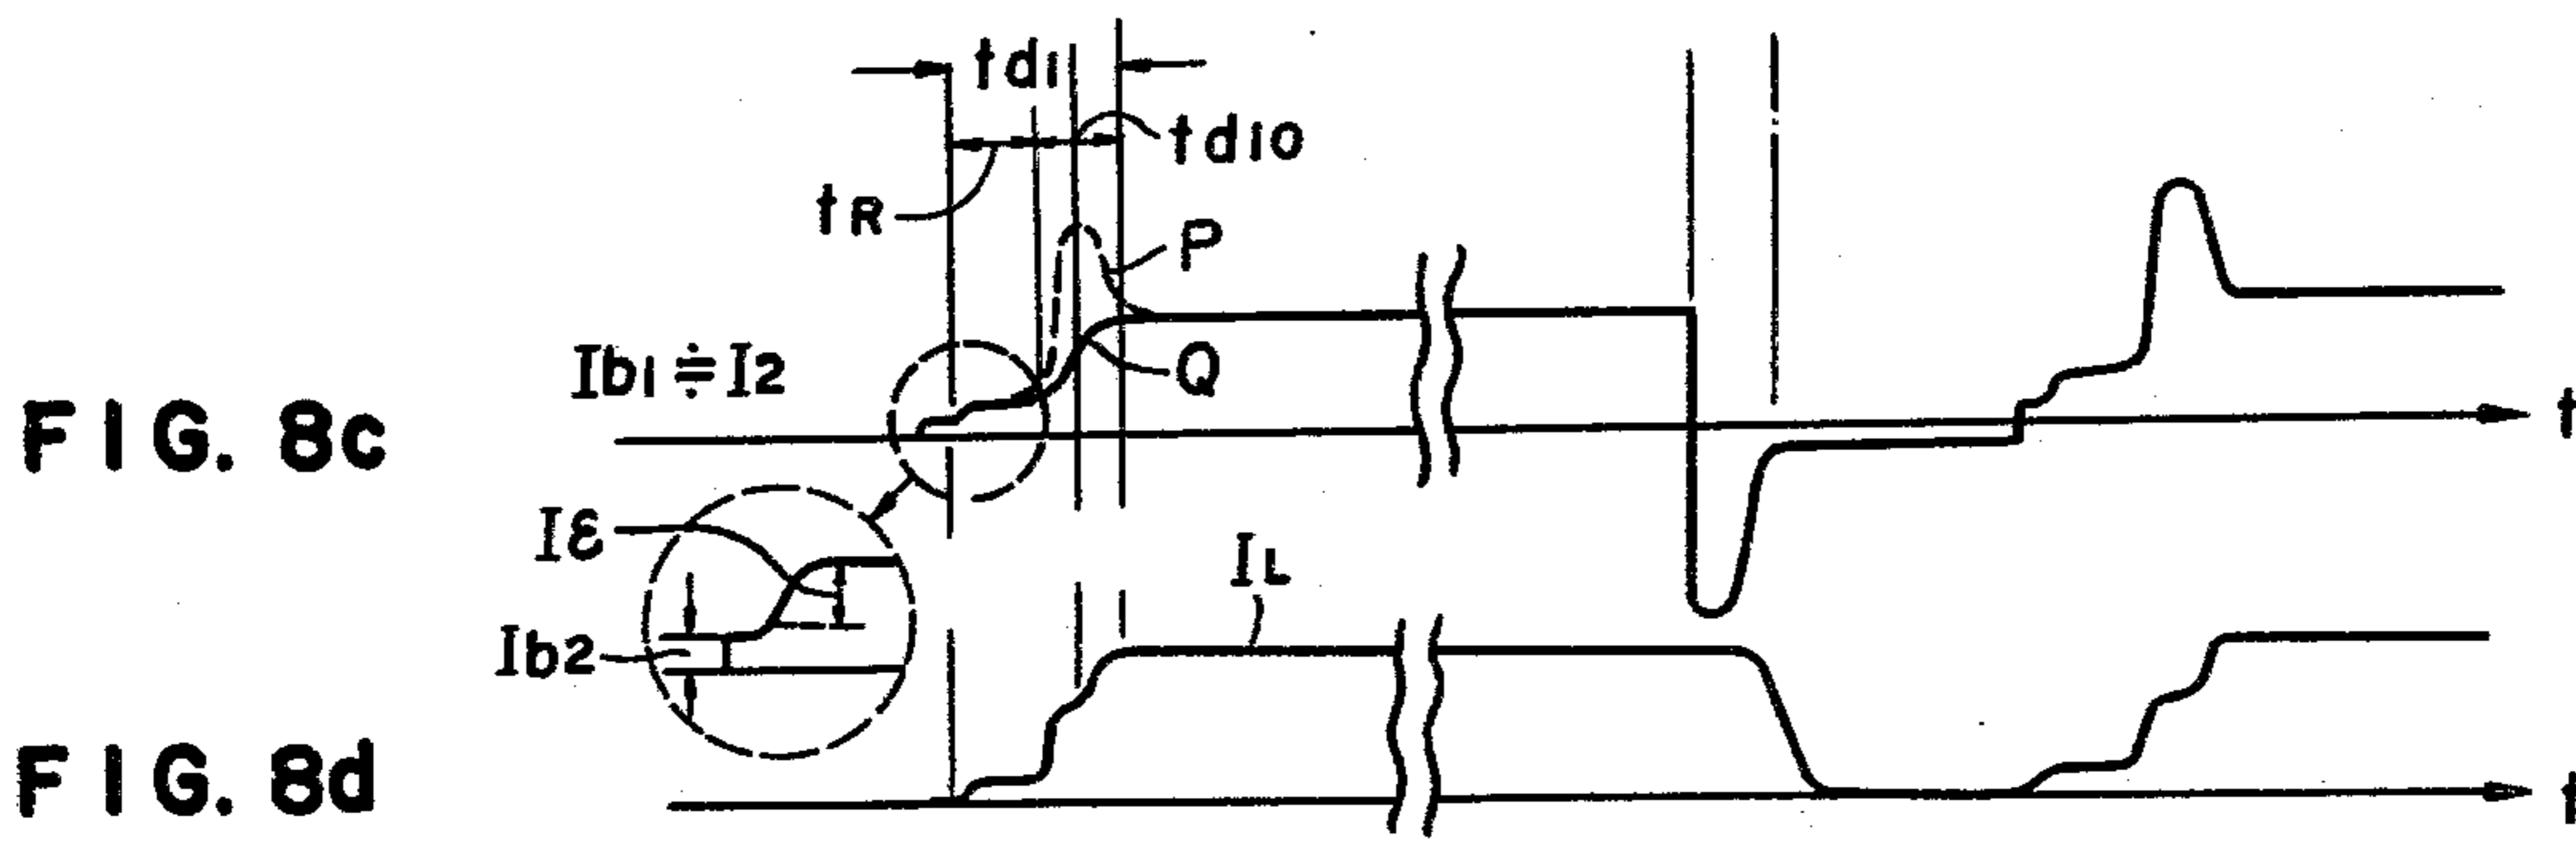 td1
td10
tR
P
Ib1≒I2
Q
FIG. 8c
t
Iε
IL
Ib2
FIG. 8d
t